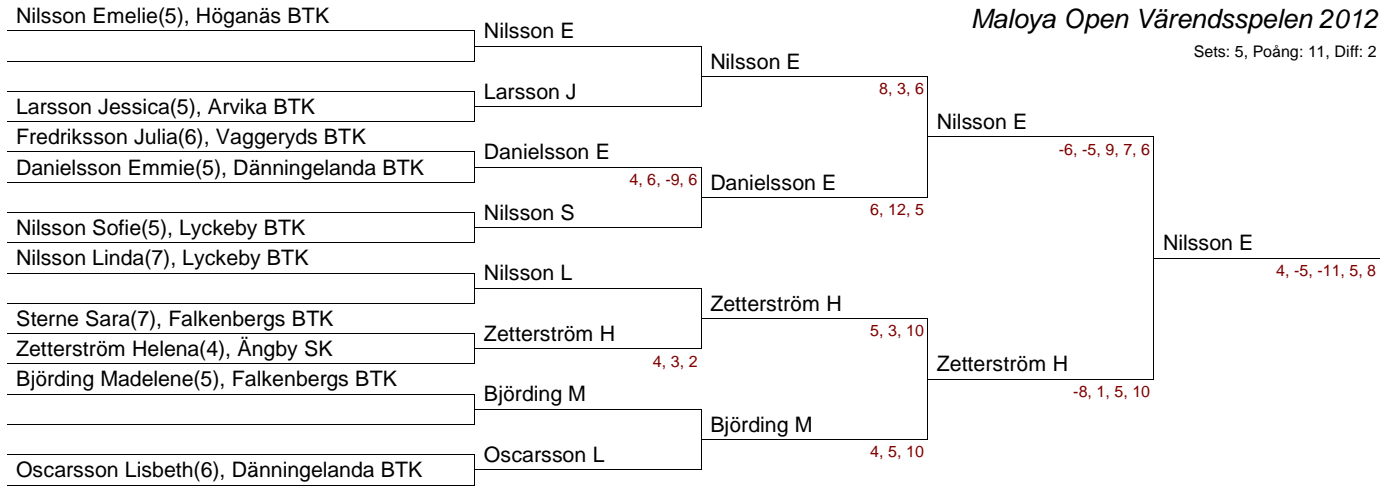 Nilsson Emelie(5), Höganäs BTK
Maloya Open Värendsspelen 2012
Sets: 5, Poång: 11, Diff: 2
Larsson Jessica(5), Arvika BTK
Fredriksson Julia(6), Vaggeryds BTK
Danielsson Emmie(5), Dänningelanda BTK
Nilsson Sofie(5), Lyckeby BTK
Nilsson Linda(7), Lyckeby BTK
Sterne Sara(7), Falkenbergs BTK
Zetterström Helena(4), Ängby SK
Björding Madelene(5), Falkenbergs BTK
Oscarsson Lisbeth(6), Dänningelanda BTK
Nilsson E
Larsson J
Danielsson E
4, 6, -9, 6
Nilsson S
Nilsson L
Zetterström H
4, 3, 2
Björding M
Oscarsson L
Nilsson E
8, 3, 6
Danielsson E
6, 12, 5
Zetterström H
5, 3, 10
Björding M
4, 5, 10
Nilsson E
-6, -5, 9, 7, 6
Zetterström H
-8, 1, 5, 10
Nilsson E
4, -5, -11, 5, 8